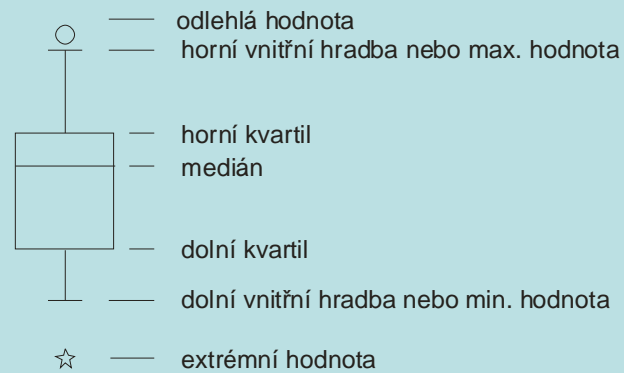 odlehlá hodnota
horní vnitřní hradba nebo max. hodnota
horní kvartil
medián
dolní kvartil
dolní vnitřní hradba nebo min. hodnota
extrémní hodnota